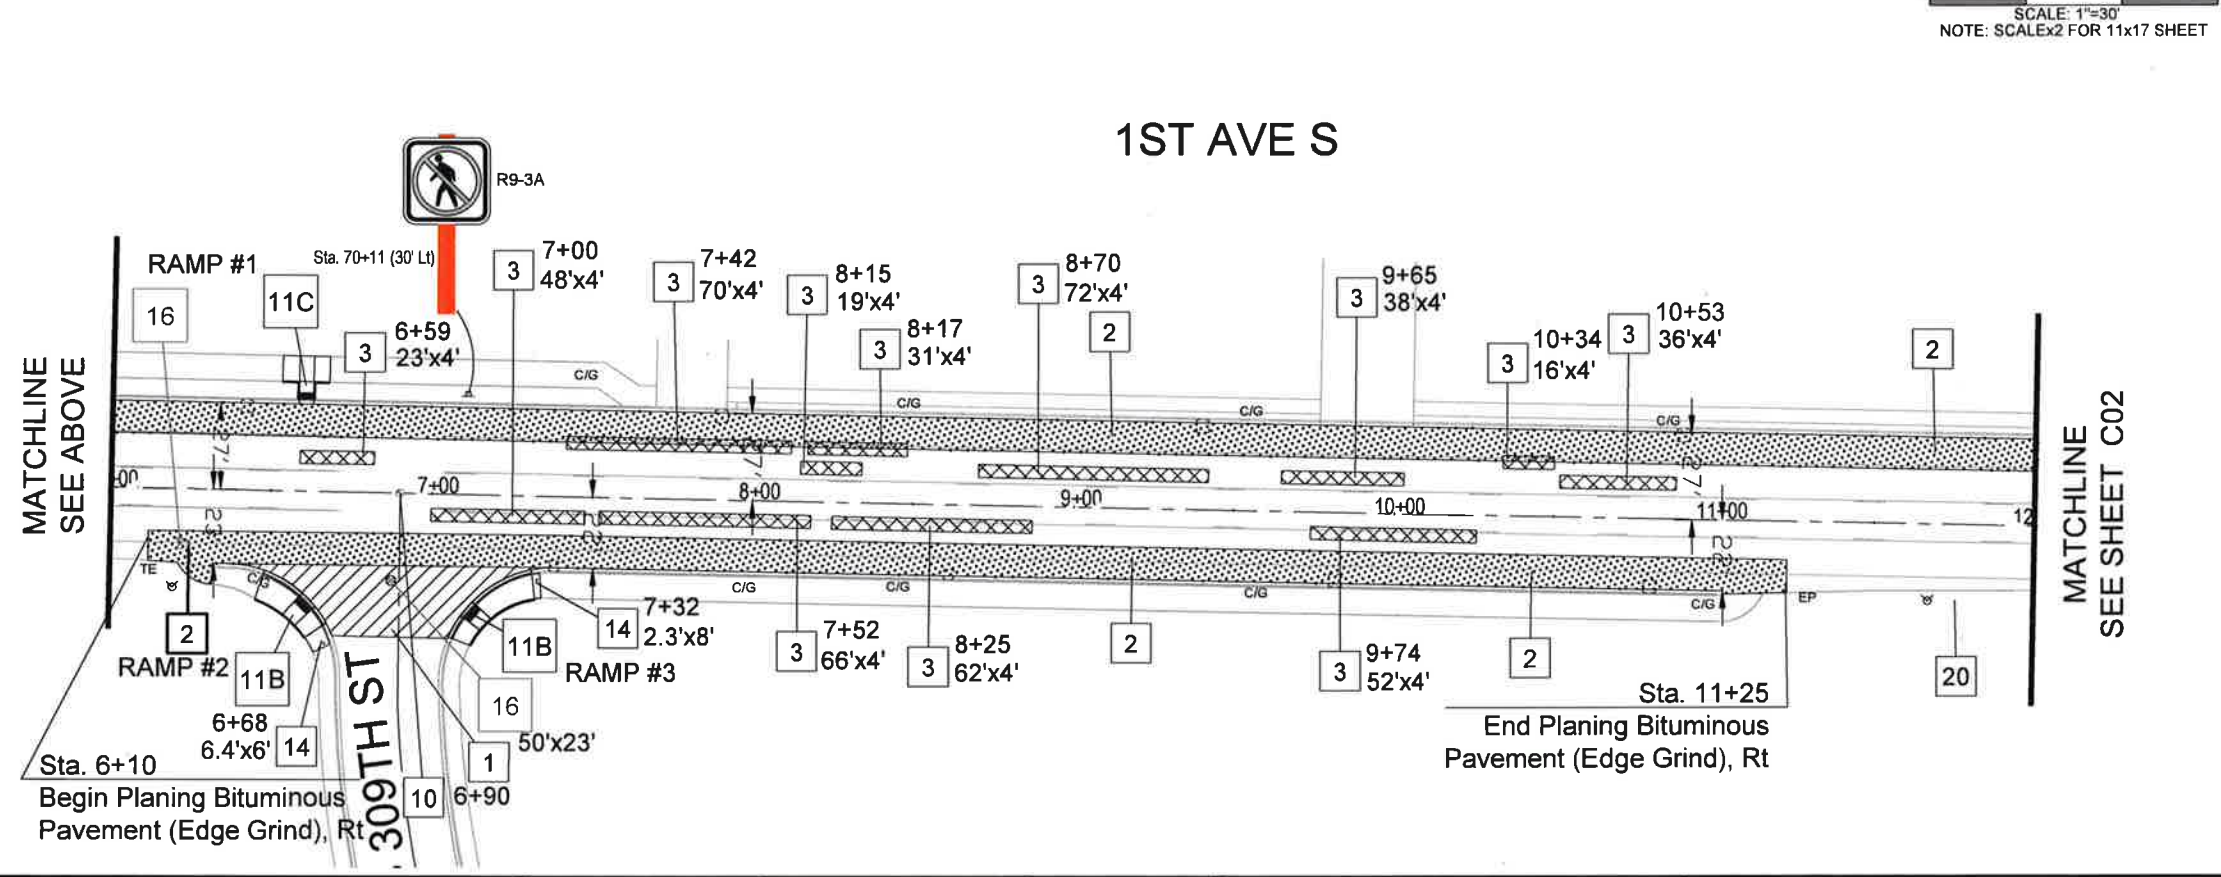 SCALE: 1"=30'
NOTE: SCALEx2 FOR 11x17 SHEET
1ST AVE S
R9-3A
Sta. 70+11 (30' Lt)
RAMP #1
16
11C
3
6+59
23'x4'
3
7+00
48'x4'
3
7+42
70'x4'
3
8+15
19'x4'
3
8+17
31'x4'
3
8+70
72'x4'
2
3
9+65
38'x4'
3
10+34
16'x4'
3
10+53
36'x4'
2
MATCHLINE
SEE ABOVE
MATCHLINE
SEE SHEET C02
C/G
C/G
C/G
C/G
27'
27'
27'
7+00
8+00
9+00
10+00
11+00
12
23
22
22
TE
C/G
C/G
C/G
C/G
C/G
EP
2
RAMP #2
11B
6+68
6.4'x6'
14
11B
RAMP #3
14
7+32
2.3'x8'
16
50'x23'
1
6+90
10
309TH ST
3
7+52
66'x4'
3
8+25
62'x4'
2
3
9+74
52'x4'
2
20
Sta. 6+10
Begin Planing Bituminous
Pavement (Edge Grind), Rt
Sta. 11+25
End Planing Bituminous
Pavement (Edge Grind), Rt